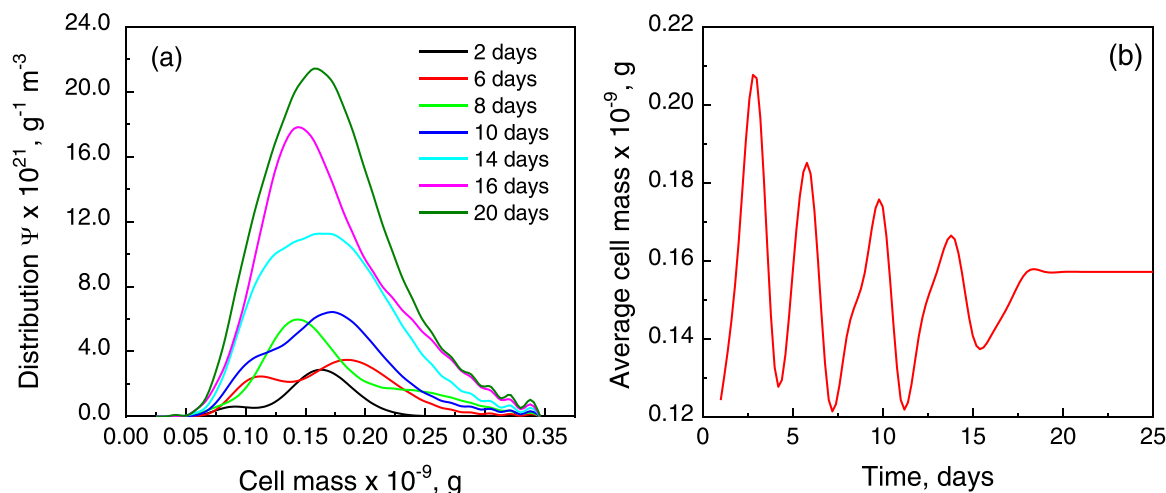 (a)
24.0
20.0
16.0
12.0
8.0
4.0
0.0
Distribution Ψ x 10²¹, g⁻¹ m⁻³
2 days
6 days
8 days
10 days
14 days
16 days
20 days
0.00 0.05 0.10 0.15 0.20 0.25 0.30 0.35
Cell mass x 10⁻⁹, g
(b)
0.22
0.20
0.18
0.16
0.14
0.12
Average cell mass x 10⁻⁹, g
0 5 10 15 20 25
Time, days